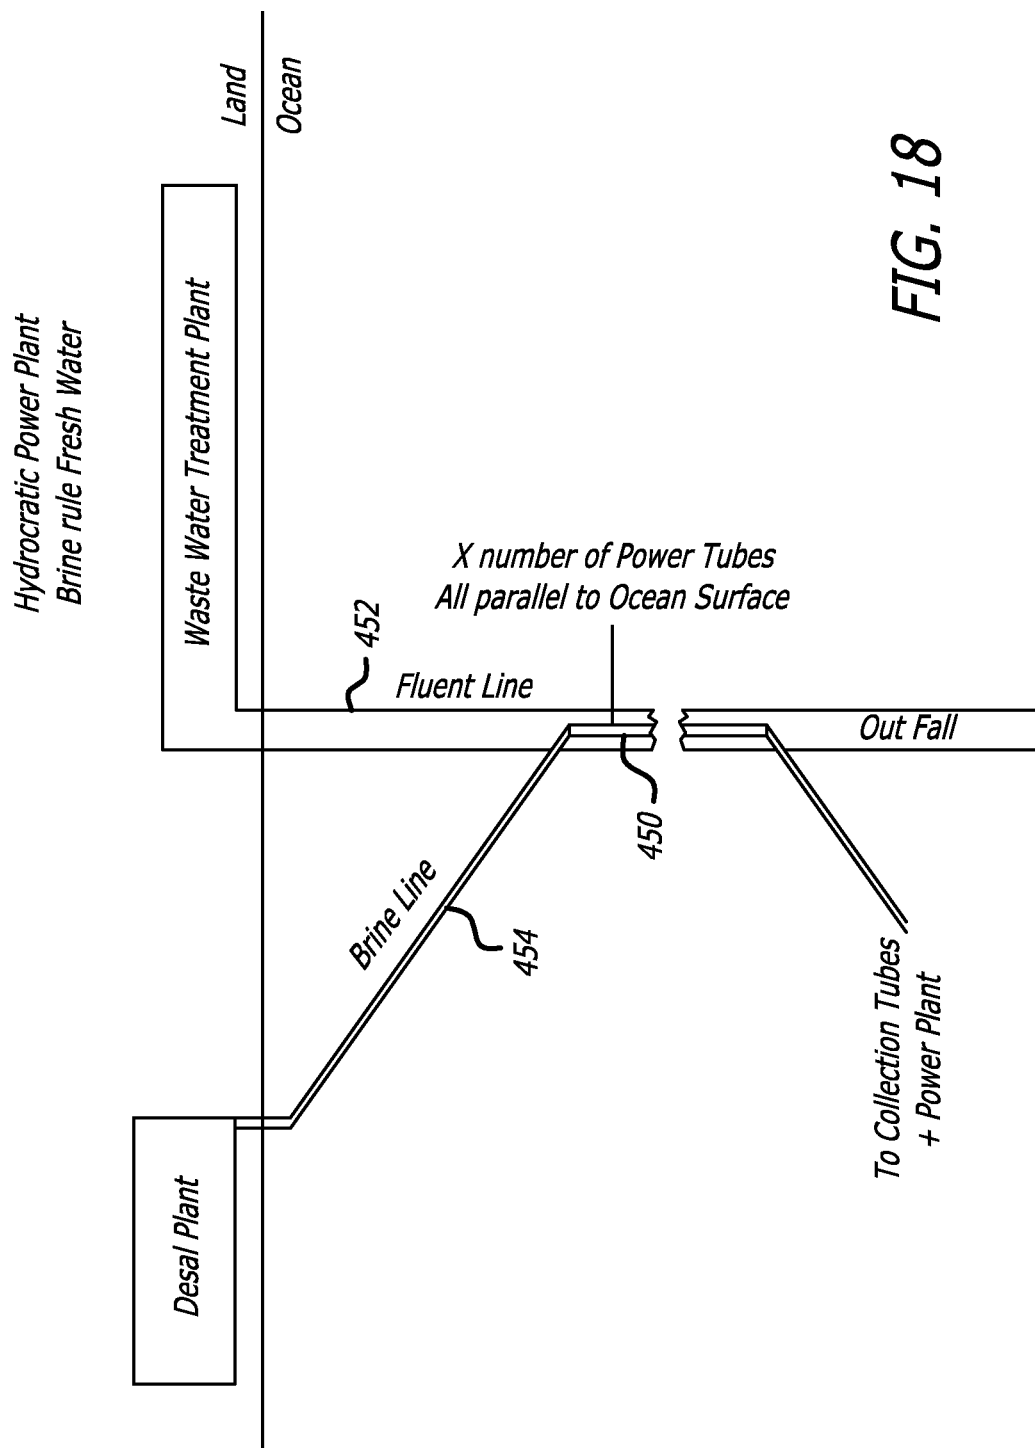 Hydrocratic Power Plant
Brine rule Fresh Water
Land
Ocean
Waste Water Treatment Plant
Desal Plant
452
Fluent Line
X number of Power Tubes
All parallel to Ocean Surface
Brine Line
454
450
Out Fall
To Collection Tubes
+ Power Plant
FIG. 18